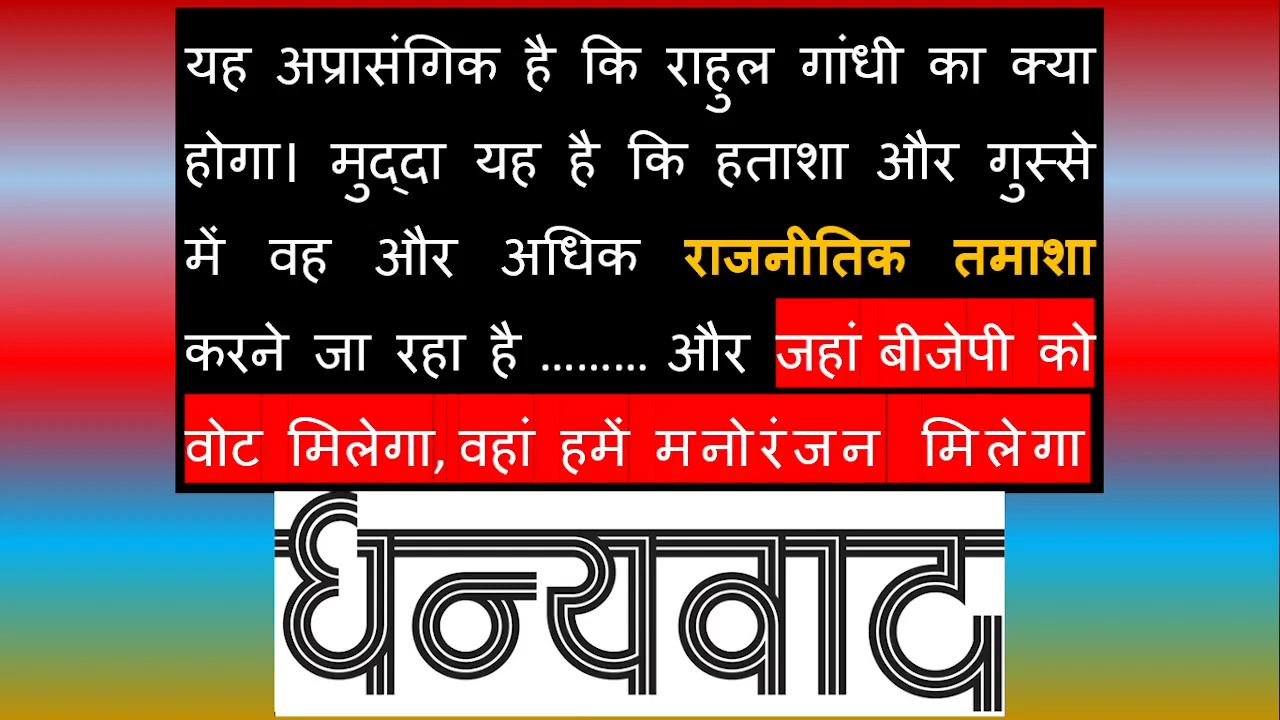 यह अप्रासंगिक है कि राहुल गांधी का क्या
होगा। मुद्‌दा यह है कि हताशा और गुस्से
में वह और अधिक राजनीतिक तमाशा
करने जा रहा है ......... और जहां बीजेपी को
वोट मिलेगा, वहां हमें मनोरंजन मिलेगा
धन्यवाद